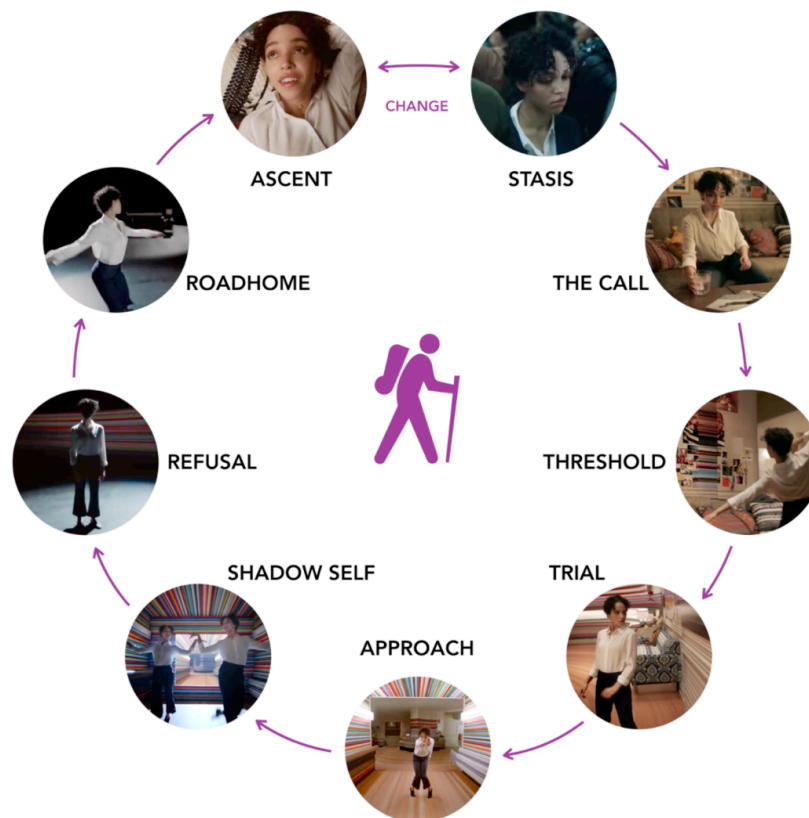 CHANGE
ASCENT
STASIS
ROADHOME
THE CALL
REFUSAL
THRESHOLD
SHADOW SELF
TRIAL
APPROACH